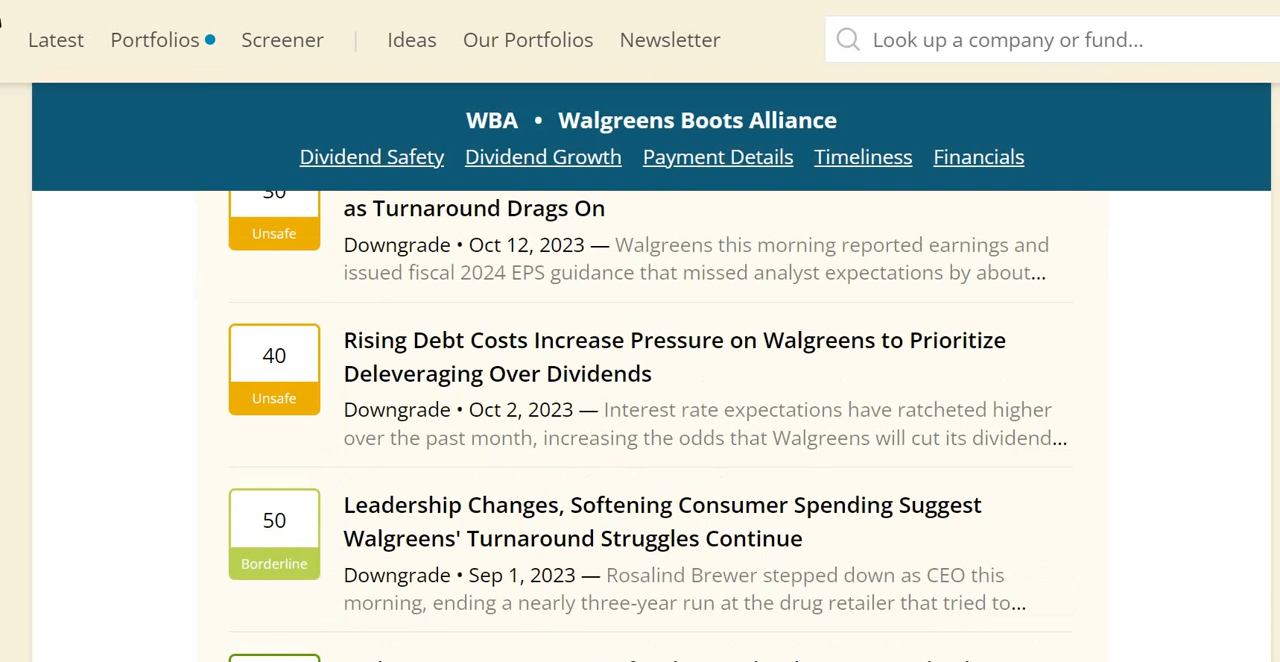 Latest Portfolios Screener | Ideas Our Portfolios Newsletter Look up a company or fund...
WBA • Walgreens Boots Alliance
Dividend Safety Dividend Growth Payment Details Timeliness Financials
30
Unsafe
as Turnaround Drags On
Downgrade • Oct 12, 2023 — Walgreens this morning reported earnings and
issued fiscal 2024 EPS guidance that missed analyst expectations by about...
40
Unsafe
Rising Debt Costs Increase Pressure on Walgreens to Prioritize
Deleveraging Over Dividends
Downgrade • Oct 2, 2023 — Interest rate expectations have ratcheted higher
over the past month, increasing the odds that Walgreens will cut its dividend...
50
Borderline
Leadership Changes, Softening Consumer Spending Suggest
Walgreens' Turnaround Struggles Continue
Downgrade • Sep 1, 2023 — Rosalind Brewer stepped down as CEO this
morning, ending a nearly three-year run at the drug retailer that tried to...